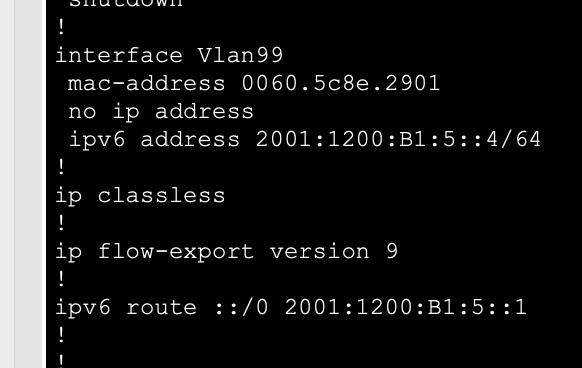 shutdown
!
interface Vlan99
 mac-address 0060.5c8e.2901
 no ip address
 ipv6 address 2001:1200:B1:5::4/64
!
ip classless
!
ip flow-export version 9
!
ipv6 route ::/0 2001:1200:B1:5::1
!
!